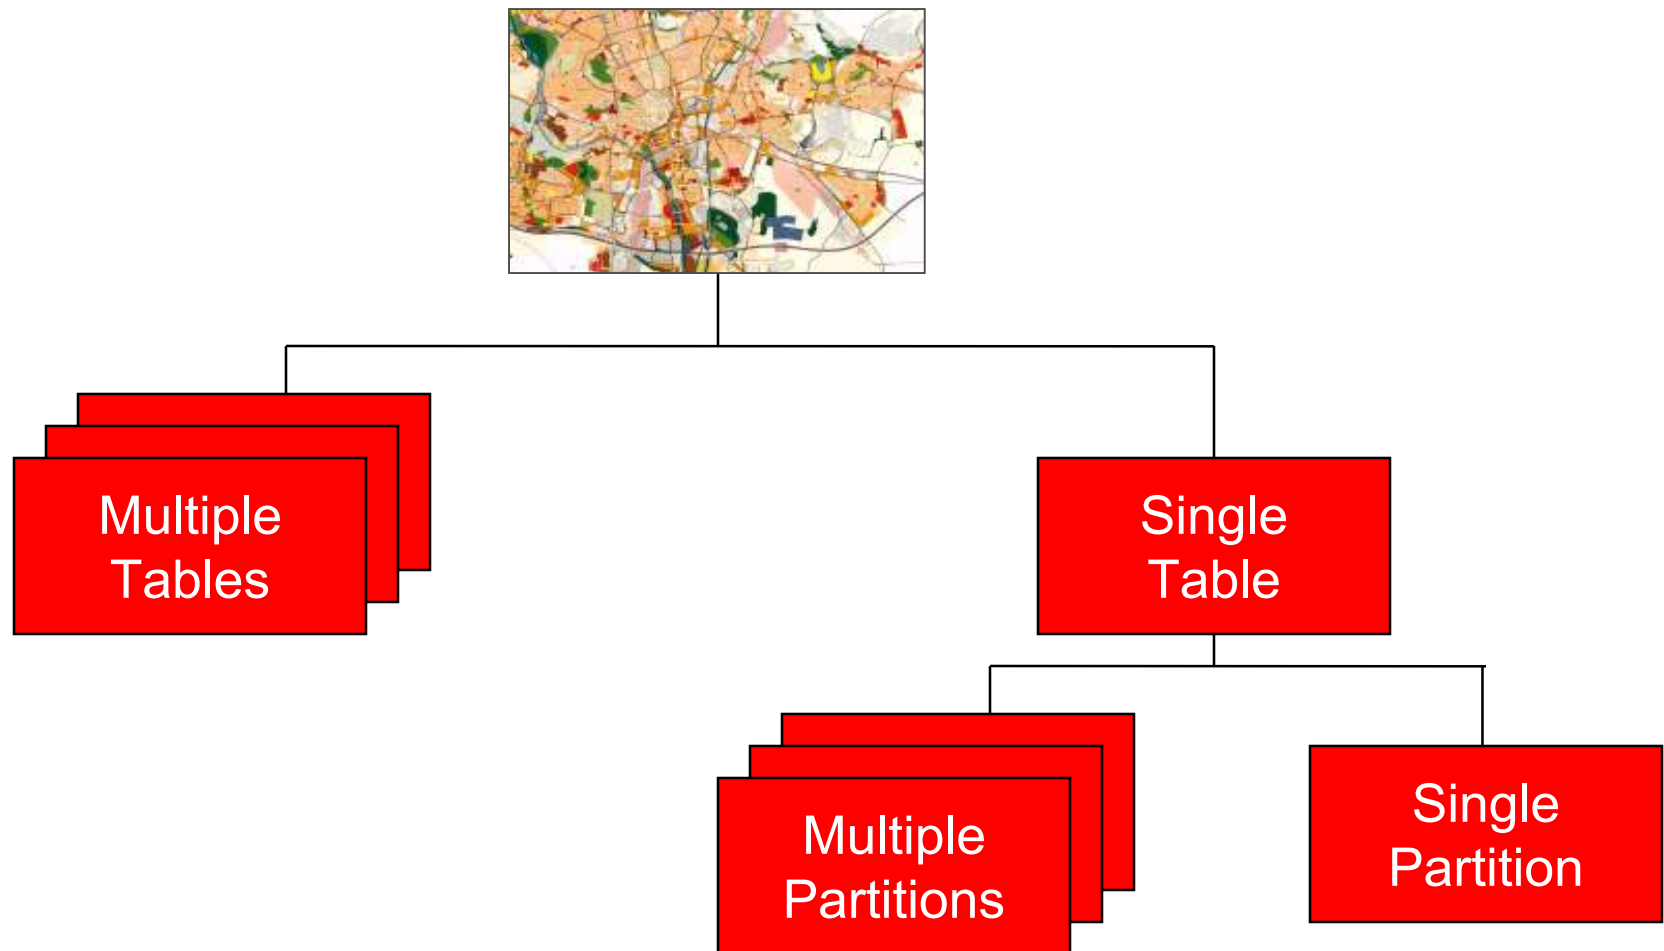 Multiple
Tables
Single
Table
Multiple
Partitions
Single
Partition